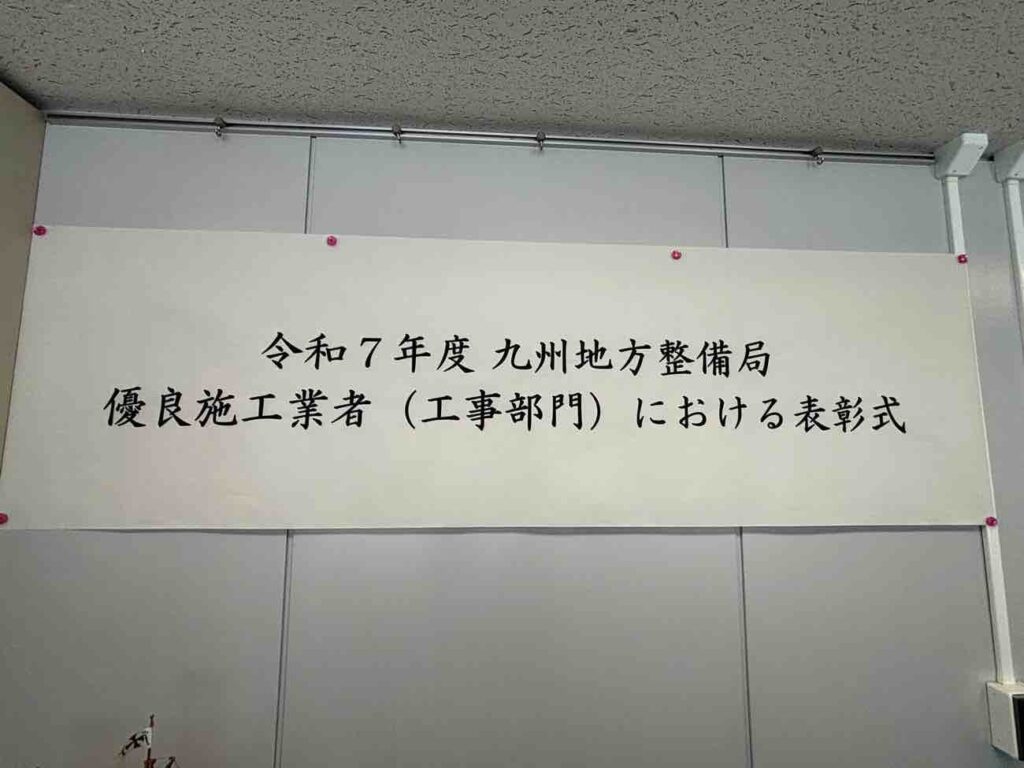 令和７年度 九州地方整備局
優良施工業者（工事部門）における表彰式